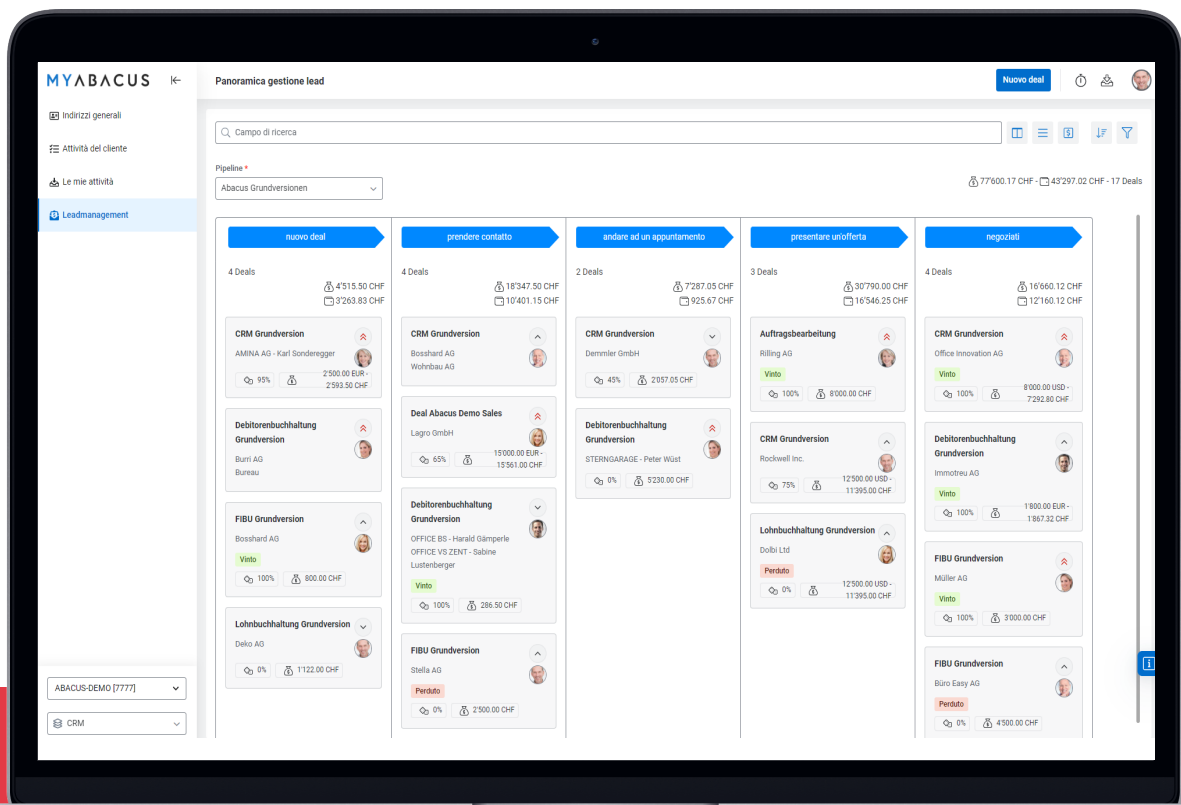 MYABACUS
Panoramica gestione lead
Nuovo deal
Indirizzi generali
Attività del cliente
Le mie attività
Leadmanagement
Campo di ricerca
Pipeline *
Abacus Grundversionen
77'600.17 CHF - 43'297.02 CHF - 17 Deals
nuovo deal
4 Deals
4'515.50 CHF
3'263.83 CHF
CRM Grundversion
AMINA AG - Karl Sonderegger
95%
2'500.00 EUR -
2'593.50 CHF
Debitorenbuchhaltung
Grundversion
Burri AG
Bureau
FIBU Grundversion
Bosshard AG
Vinto
100%
800.00 CHF
Lohnbuchhaltung Grundversion
Deko AG
0%
1'122.00 CHF
prendere contatto
4 Deals
18'347.50 CHF
10'401.15 CHF
CRM Grundversion
Bosshard AG
Wohnbau AG
Deal Abacus Demo Sales
Lagro GmbH
65%
15'000.00 EUR -
15'561.00 CHF
Debitorenbuchhaltung
Grundversion
OFFICE BS - Harald Gämperle
OFFICE VS ZENT - Sabine
Lustenberger
Vinto
100%
286.50 CHF
FIBU Grundversion
Stella AG
Perduto
0%
2'500.00 CHF
andare ad un appuntamento
2 Deals
7'287.05 CHF
925.67 CHF
CRM Grundversion
Demmler GmbH
45%
2'057.05 CHF
Debitorenbuchhaltung
Grundversion
STERNGARAGE - Peter Wüst
0%
5'230.00 CHF
presentare un'offerta
3 Deals
30'790.00 CHF
16'546.25 CHF
Auftragsbearbeitung
Rilling AG
Vinto
100%
8'000.00 CHF
CRM Grundversion
Rockwell Inc.
75%
12'500.00 USD -
11'395.00 CHF
Lohnbuchhaltung Grundversion
Dolbi Ltd
Perduto
0%
12'500.00 USD -
11'395.00 CHF
negoziati
4 Deals
16'660.12 CHF
12'160.12 CHF
CRM Grundversion
Office Innovation AG
Vinto
100%
8'000.00 USD -
7'292.80 CHF
Debitorenbuchhaltung
Grundversion
Immotreu AG
Vinto
100%
1'800.00 EUR -
1'867.32 CHF
FIBU Grundversion
Müller AG
Vinto
100%
3'000.00 CHF
FIBU Grundversion
Büro Easy AG
Perduto
0%
4'500.00 CHF
ABACUS-DEMO [7777]
CRM